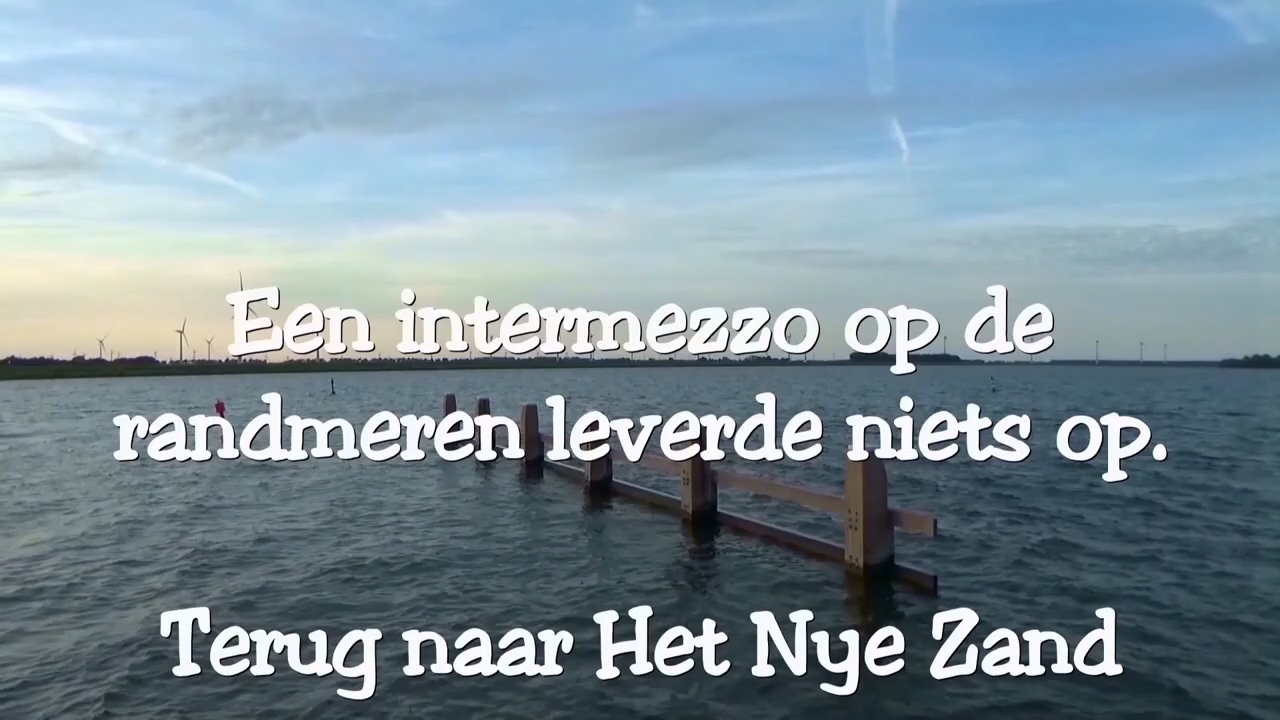 Een intermezzo op de
randmeren leverde niets op.
Terug naar Het Nye Zand